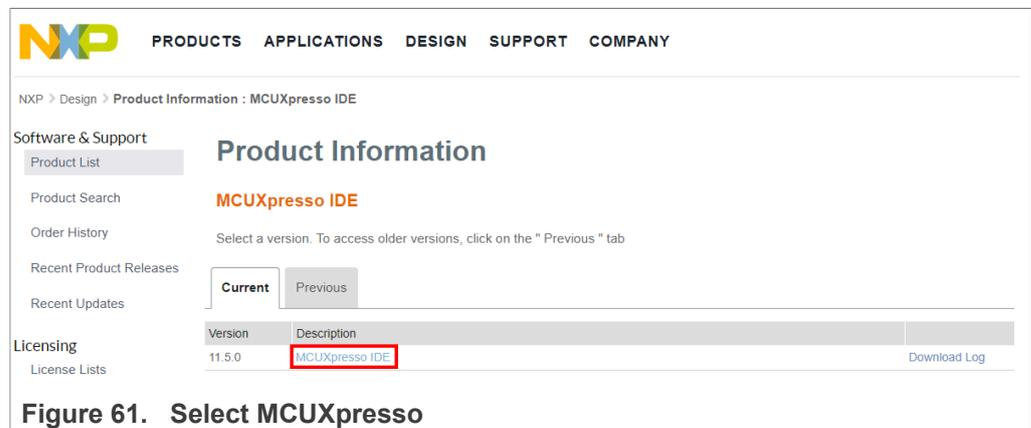 NXP
PRODUCTS APPLICATIONS DESIGN SUPPORT COMPANY
NXP > Design > Product Information : MCUXpresso IDE
Software & Support
Product List
Product Search
Order History
Recent Product Releases
Recent Updates
Licensing
License Lists
Product Information
MCUXpresso IDE
Select a version. To access older versions, click on the " Previous " tab
Current Previous
Version Description
11.5.0 MCUXpresso IDE Download Log
Figure 61. Select MCUXpresso